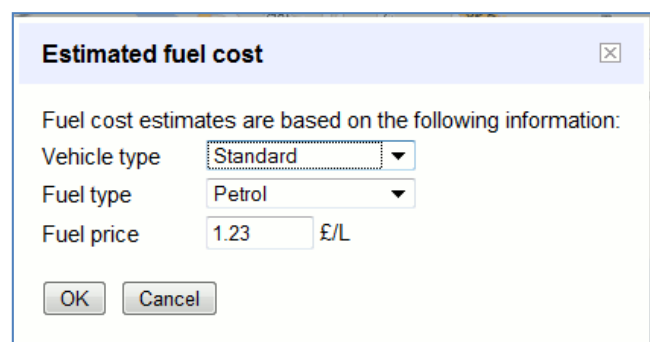 Estimated fuel cost
Fuel cost estimates are based on the following information:
Vehicle type Standard
Fuel type Petrol
Fuel price 1.23 £/L
OK Cancel